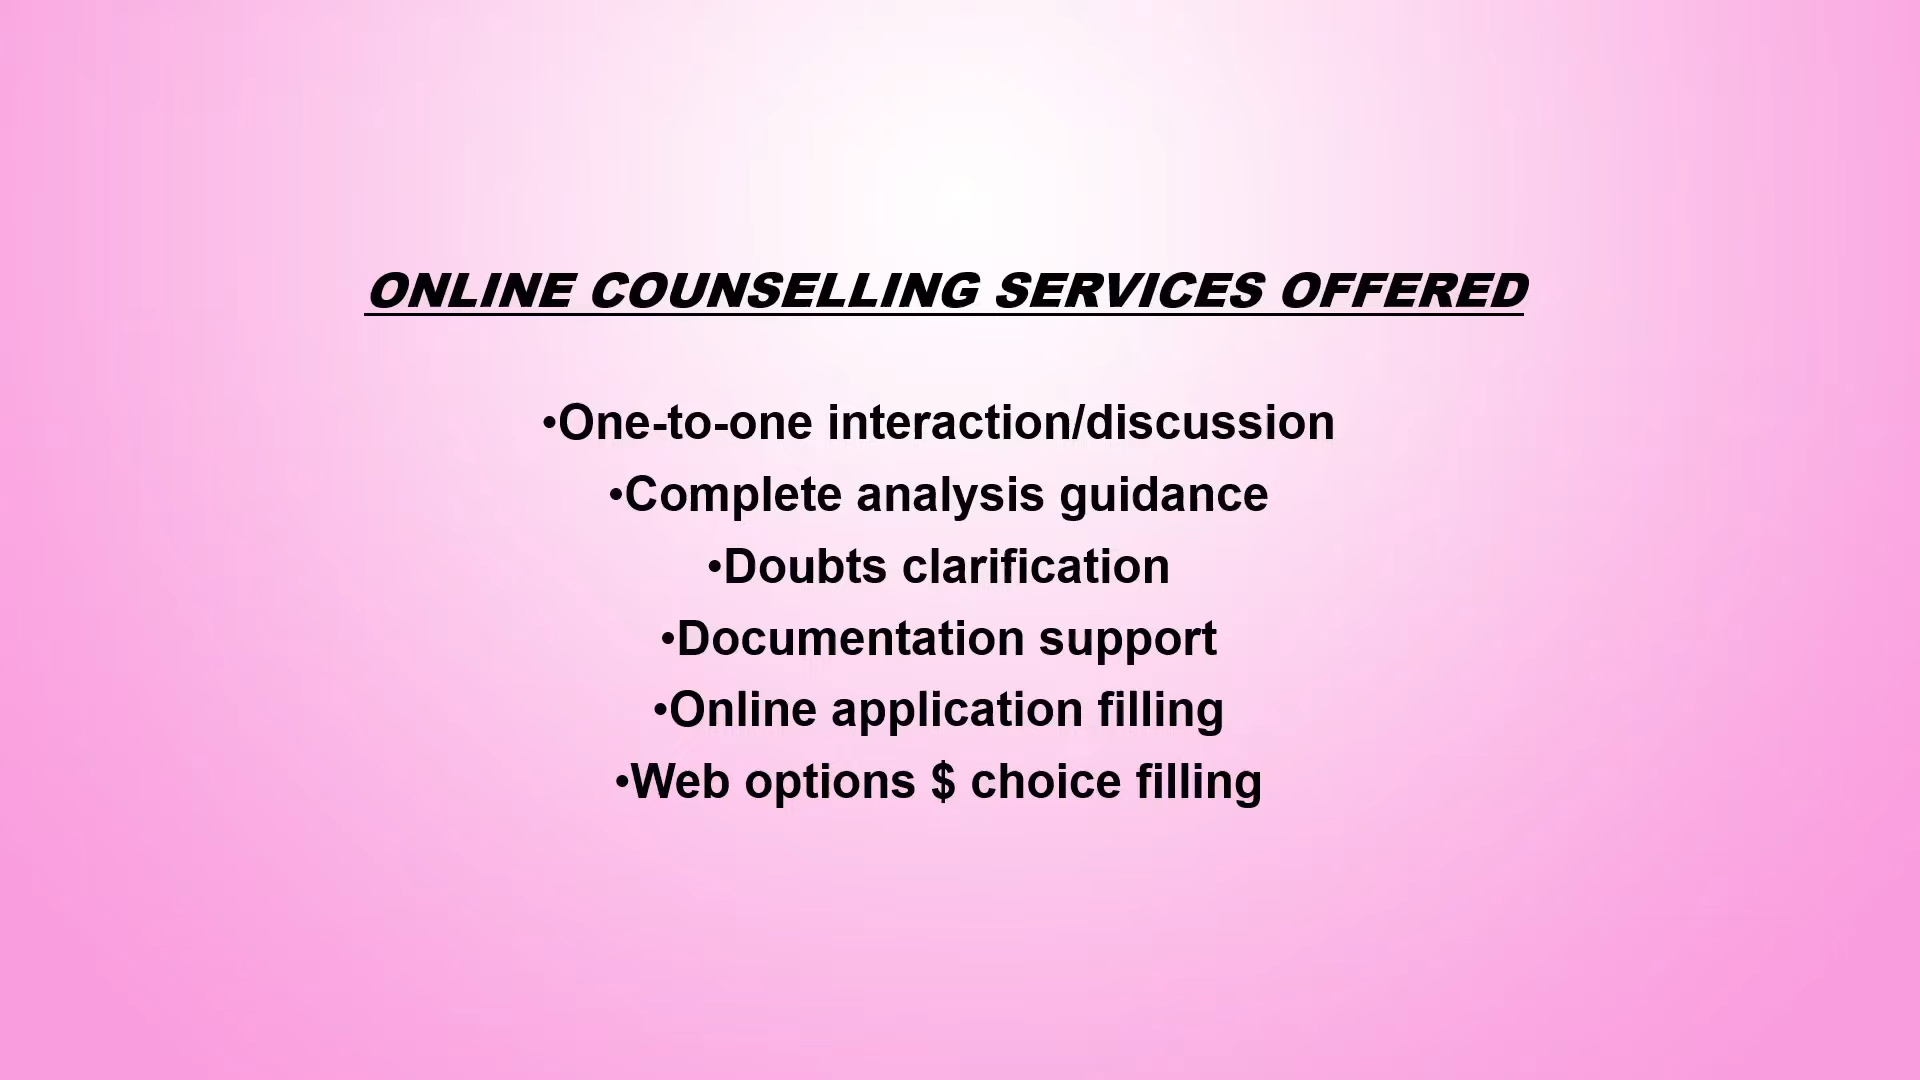 ONLINE COUNSELLING SERVICES OFFERED
•One-to-one interaction/discussion
•Complete analysis guidance
•Doubts clarification
•Documentation support
•Online application filling
•Web options $ choice filling